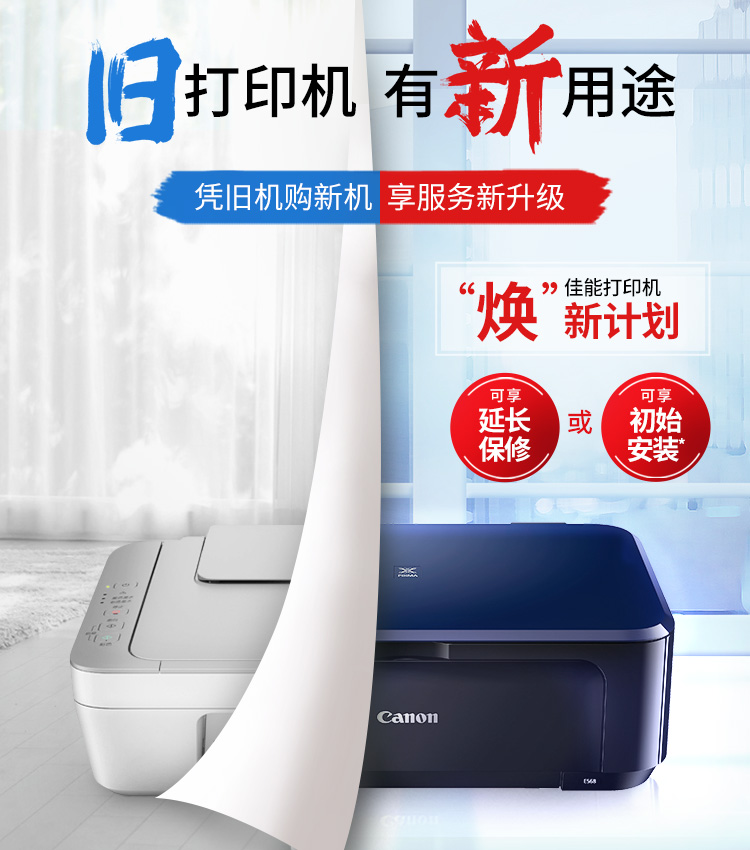 旧打印机 有新用途
凭旧机购新机 享服务新升级
“焕”
佳能打印机
新计划
可享
延长
保修
或
可享
初始
安装*
PIXMA
Canon
E568